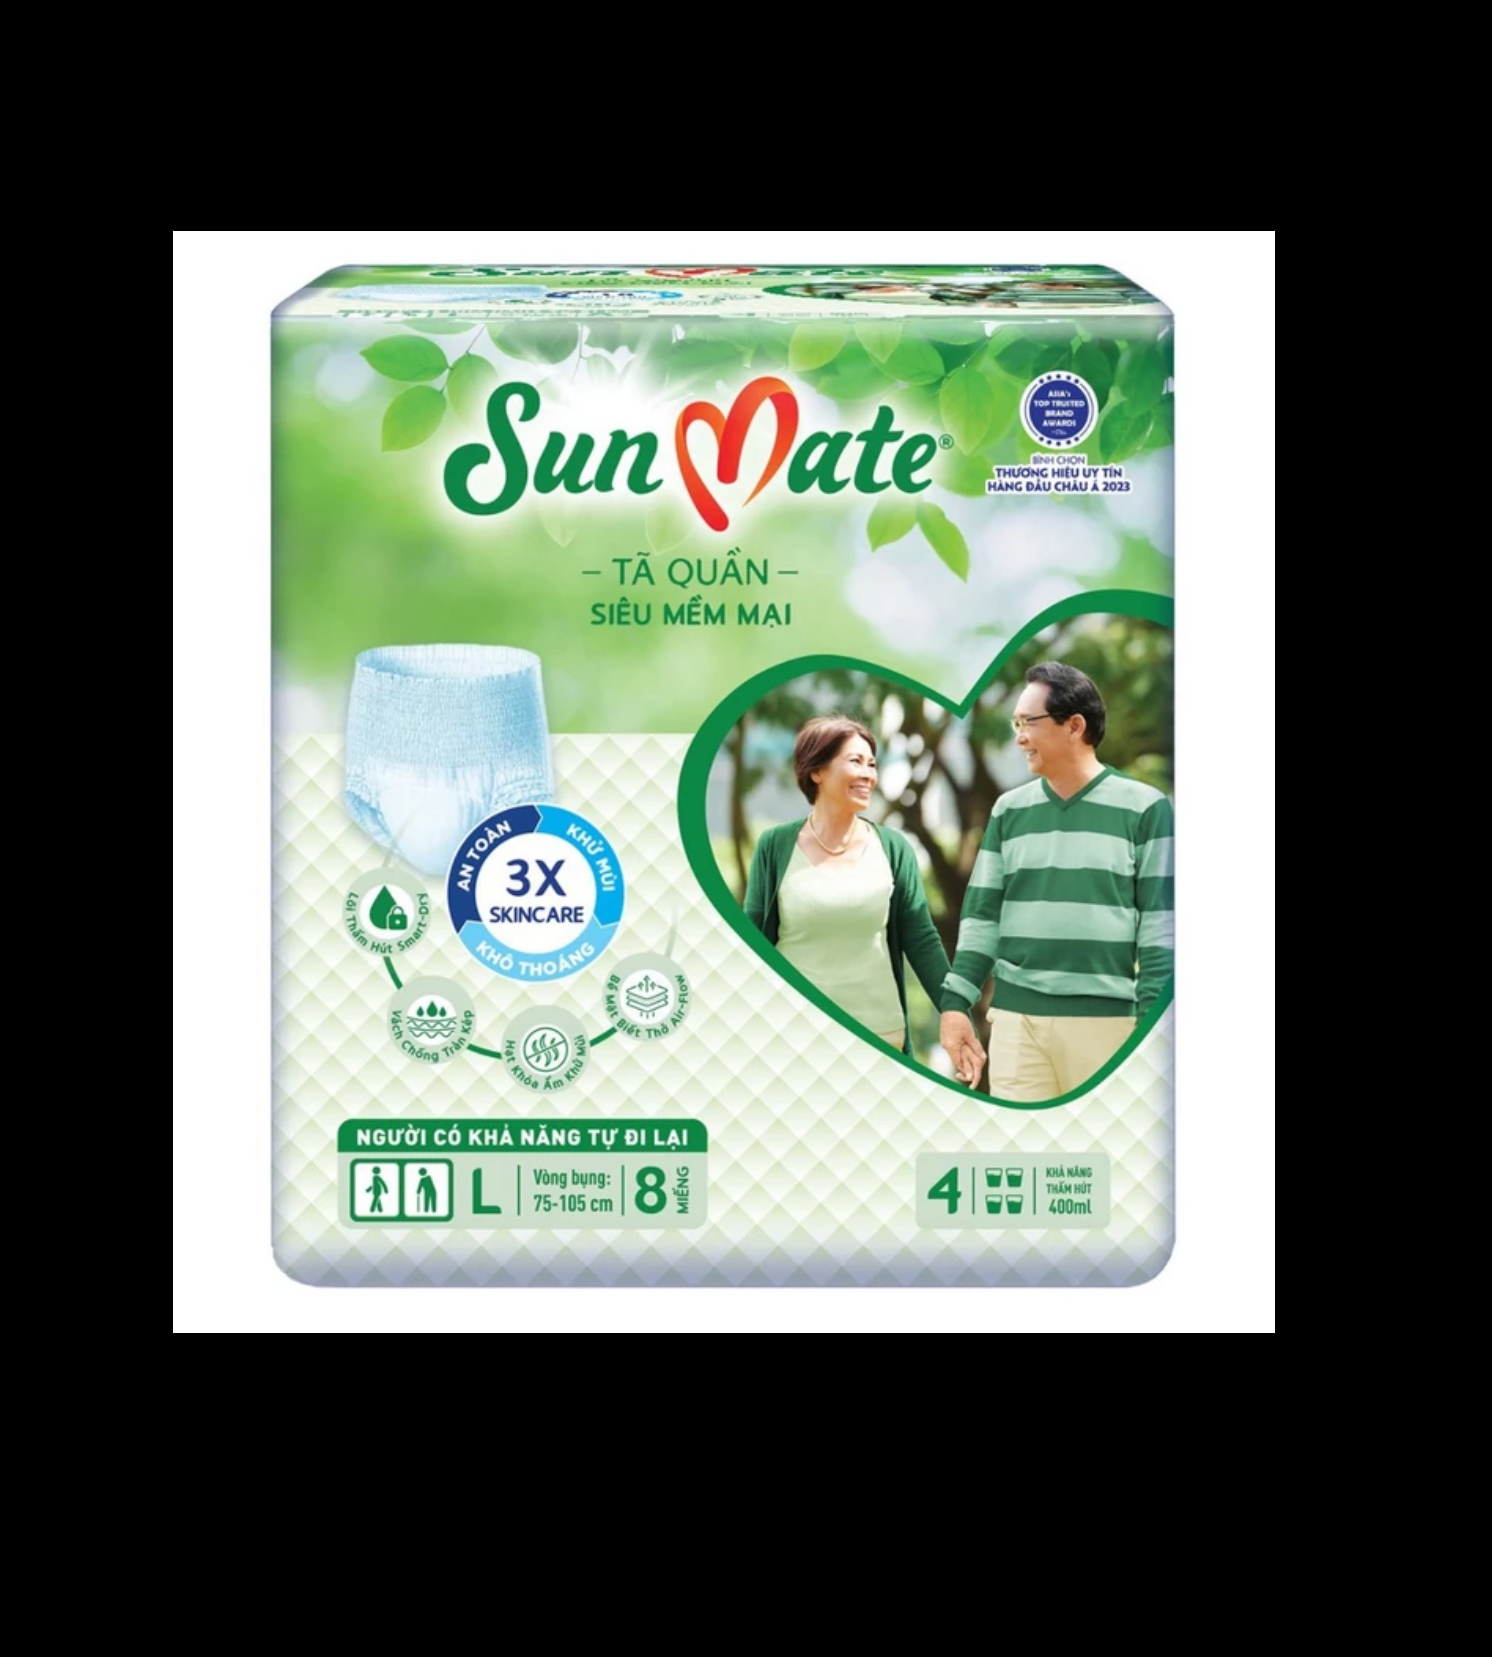 Sun Mate®
ASIA's
TOP TRUSTED
BRAND
AWARDS
BÌNH CHỌN
THƯƠNG HIỆU UY TÍN
HÀNG ĐẦU CHÂU Á 2023
– TÃ QUẦN –
SIÊU MỀM MẠI
AN TOÀN
KHỬ MÙI
3X
SKINCARE
KHÔ THOÁNG
Lõi Thấm Hút Smart-Dry
Vách Chống Tràn Kép
Hạt Khóa Ẩm Khử Mùi
Bề Mặt Biết Thở Air-Flow
NGƯỜI CÓ KHẢ NĂNG TỰ ĐI LẠI
L
Vòng bụng:
75-105 cm
8
MIẾNG
4
KHẢ NĂNG
THẤM HÚT
400ml